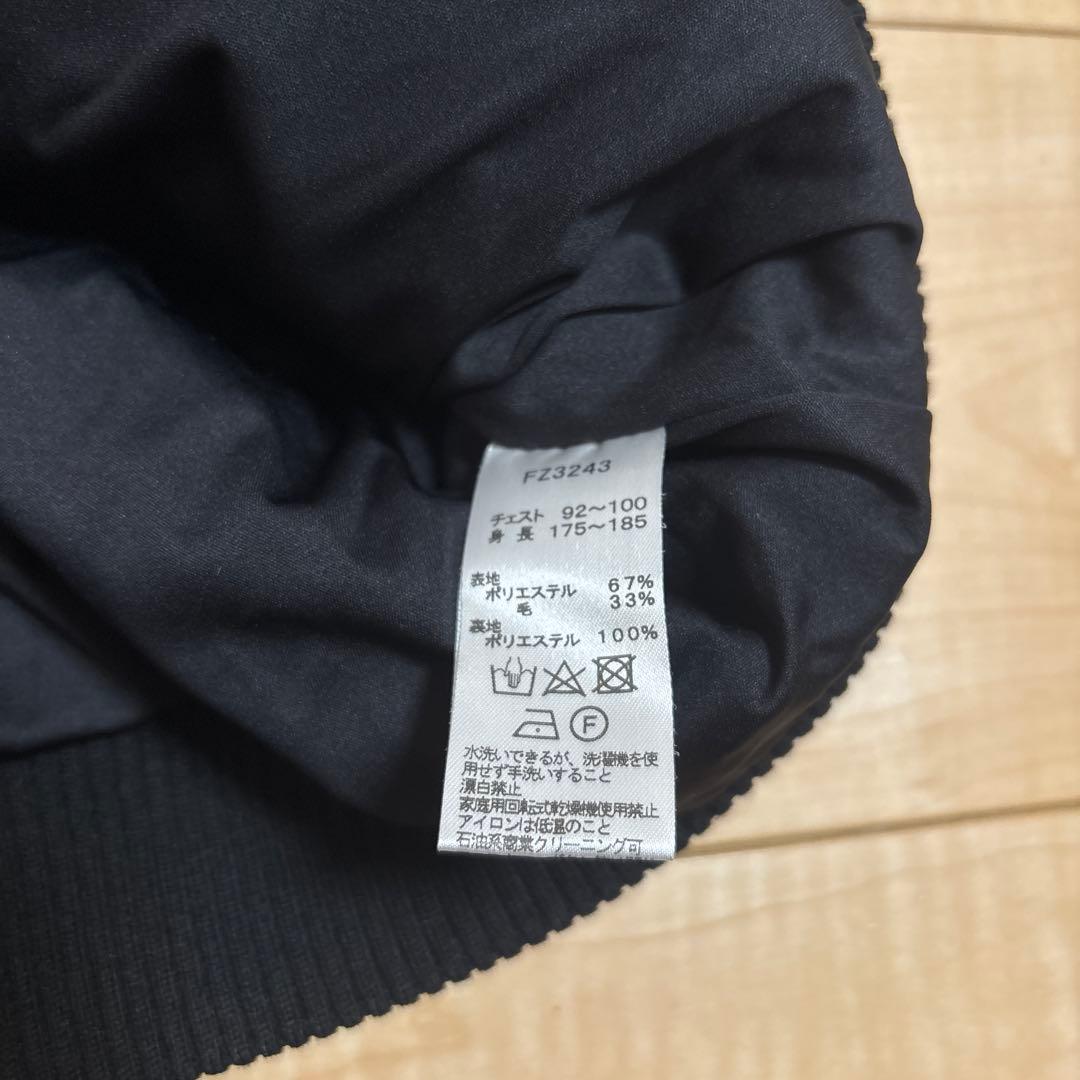 FZ3243
チェスト 92～100
身長 175～185
表地
ポリエステル 67%
毛 33%
裏地
ポリエステル 100%
F
水洗いできるが、洗濯機を使
用せず手洗いすること
漂白禁止
家庭用回転式乾燥機使用禁止
アイロンは低温のこと
石油系商業クリーニング可